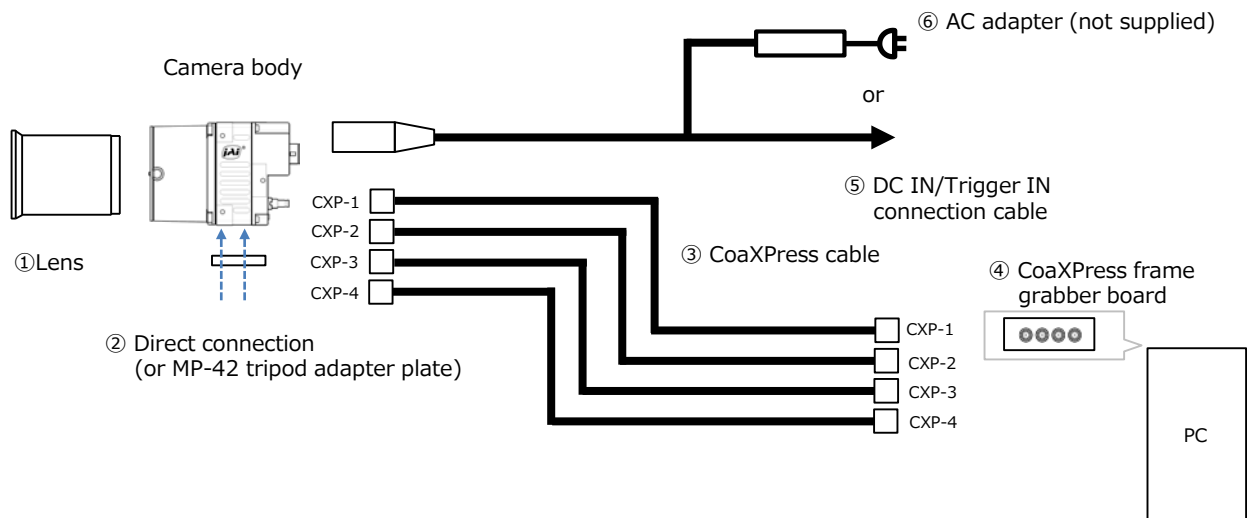 ⑥ AC adapter (not supplied)
Camera body
or
jAi
⑤ DC IN/Trigger IN
connection cable
CXP-1
CXP-2
CXP-3
CXP-4
①Lens
③ CoaXPress cable
④ CoaXPress frame
grabber board
② Direct connection
(or MP-42 tripod adapter plate)
CXP-1
CXP-2
CXP-3
CXP-4
PC